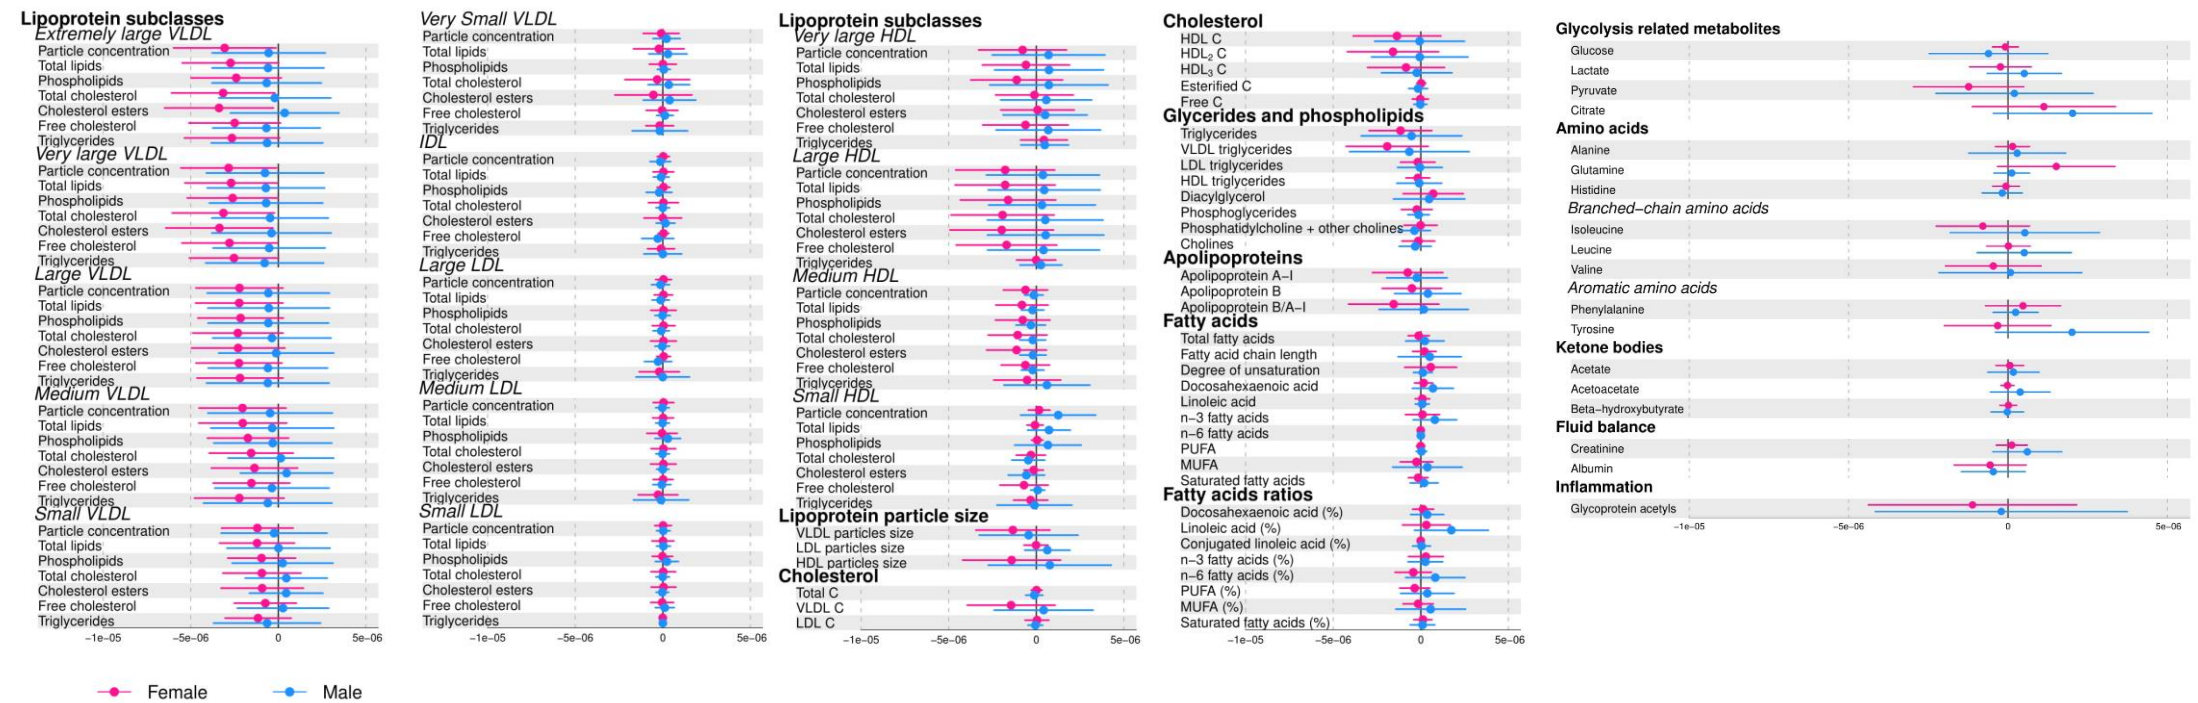 Lipoprotein subclasses
Extremely large VLDL
Particle concentration
Total lipids
Phospholipids
Total cholesterol
Cholesterol esters
Free cholesterol
Triglycerides
Very large VLDL
Particle concentration
Total lipids
Phospholipids
Total cholesterol
Cholesterol esters
Free cholesterol
Triglycerides
Large VLDL
Particle concentration
Total lipids
Phospholipids
Total cholesterol
Cholesterol esters
Free cholesterol
Triglycerides
Medium VLDL
Particle concentration
Total lipids
Phospholipids
Total cholesterol
Cholesterol esters
Free cholesterol
Triglycerides
Small VLDL
Particle concentration
Total lipids
Phospholipids
Total cholesterol
Cholesterol esters
Free cholesterol
Triglycerides
−1e−05 −5e−06 0 5e−06
Very Small VLDL
Particle concentration
Total lipids
Phospholipids
Total cholesterol
Cholesterol esters
Free cholesterol
Triglycerides
IDL
Particle concentration
Total lipids
Phospholipids
Total cholesterol
Cholesterol esters
Free cholesterol
Triglycerides
Large LDL
Particle concentration
Total lipids
Phospholipids
Total cholesterol
Cholesterol esters
Free cholesterol
Triglycerides
Medium LDL
Particle concentration
Total lipids
Phospholipids
Total cholesterol
Cholesterol esters
Free cholesterol
Triglycerides
Small LDL
Particle concentration
Total lipids
Phospholipids
Total cholesterol
Cholesterol esters
Free cholesterol
Triglycerides
−1e−05 −5e−06 0 5e−06
Lipoprotein subclasses
Very large HDL
Particle concentration
Total lipids
Phospholipids
Total cholesterol
Cholesterol esters
Free cholesterol
Triglycerides
Large HDL
Particle concentration
Total lipids
Phospholipids
Total cholesterol
Cholesterol esters
Free cholesterol
Triglycerides
Medium HDL
Particle concentration
Total lipids
Phospholipids
Total cholesterol
Cholesterol esters
Free cholesterol
Triglycerides
Small HDL
Particle concentration
Total lipids
Phospholipids
Total cholesterol
Cholesterol esters
Free cholesterol
Triglycerides
Lipoprotein particle size
VLDL particles size
LDL particles size
HDL particles size
Cholesterol
Total C
VLDL C
LDL C
−1e−05 −5e−06 0 5e−06
Cholesterol
HDL C
HDL₂ C
HDL₃ C
Esterified C
Free C
Glycerides and phospholipids
Triglycerides
VLDL triglycerides
LDL triglycerides
HDL triglycerides
Diacylglycerol
Phosphoglycerides
Phosphatidylcholine + other cholines
Cholines
Apolipoproteins
Apolipoprotein A−I
Apolipoprotein B
Apolipoprotein B/A−I
Fatty acids
Total fatty acids
Fatty acid chain length
Degree of unsaturation
Docosahexaenoic acid
Linoleic acid
n−3 fatty acids
n−6 fatty acids
PUFA
MUFA
Saturated fatty acids
Fatty acids ratios
Docosahexaenoic acid (%)
Linoleic acid (%)
Conjugated linoleic acid (%)
n−3 fatty acids (%)
n−6 fatty acids (%)
PUFA (%)
MUFA (%)
Saturated fatty acids (%)
−1e−05 −5e−06 0 5e−06
Glycolysis related metabolites
Glucose
Lactate
Pyruvate
Citrate
Amino acids
Alanine
Glutamine
Histidine
Branched−chain amino acids
Isoleucine
Leucine
Valine
Aromatic amino acids
Phenylalanine
Tyrosine
Ketone bodies
Acetate
Acetoacetate
Beta−hydroxybutyrate
Fluid balance
Creatinine
Albumin
Inflammation
Glycoprotein acetyls
−1e−05 −5e−06 0 5e−06
Female Male